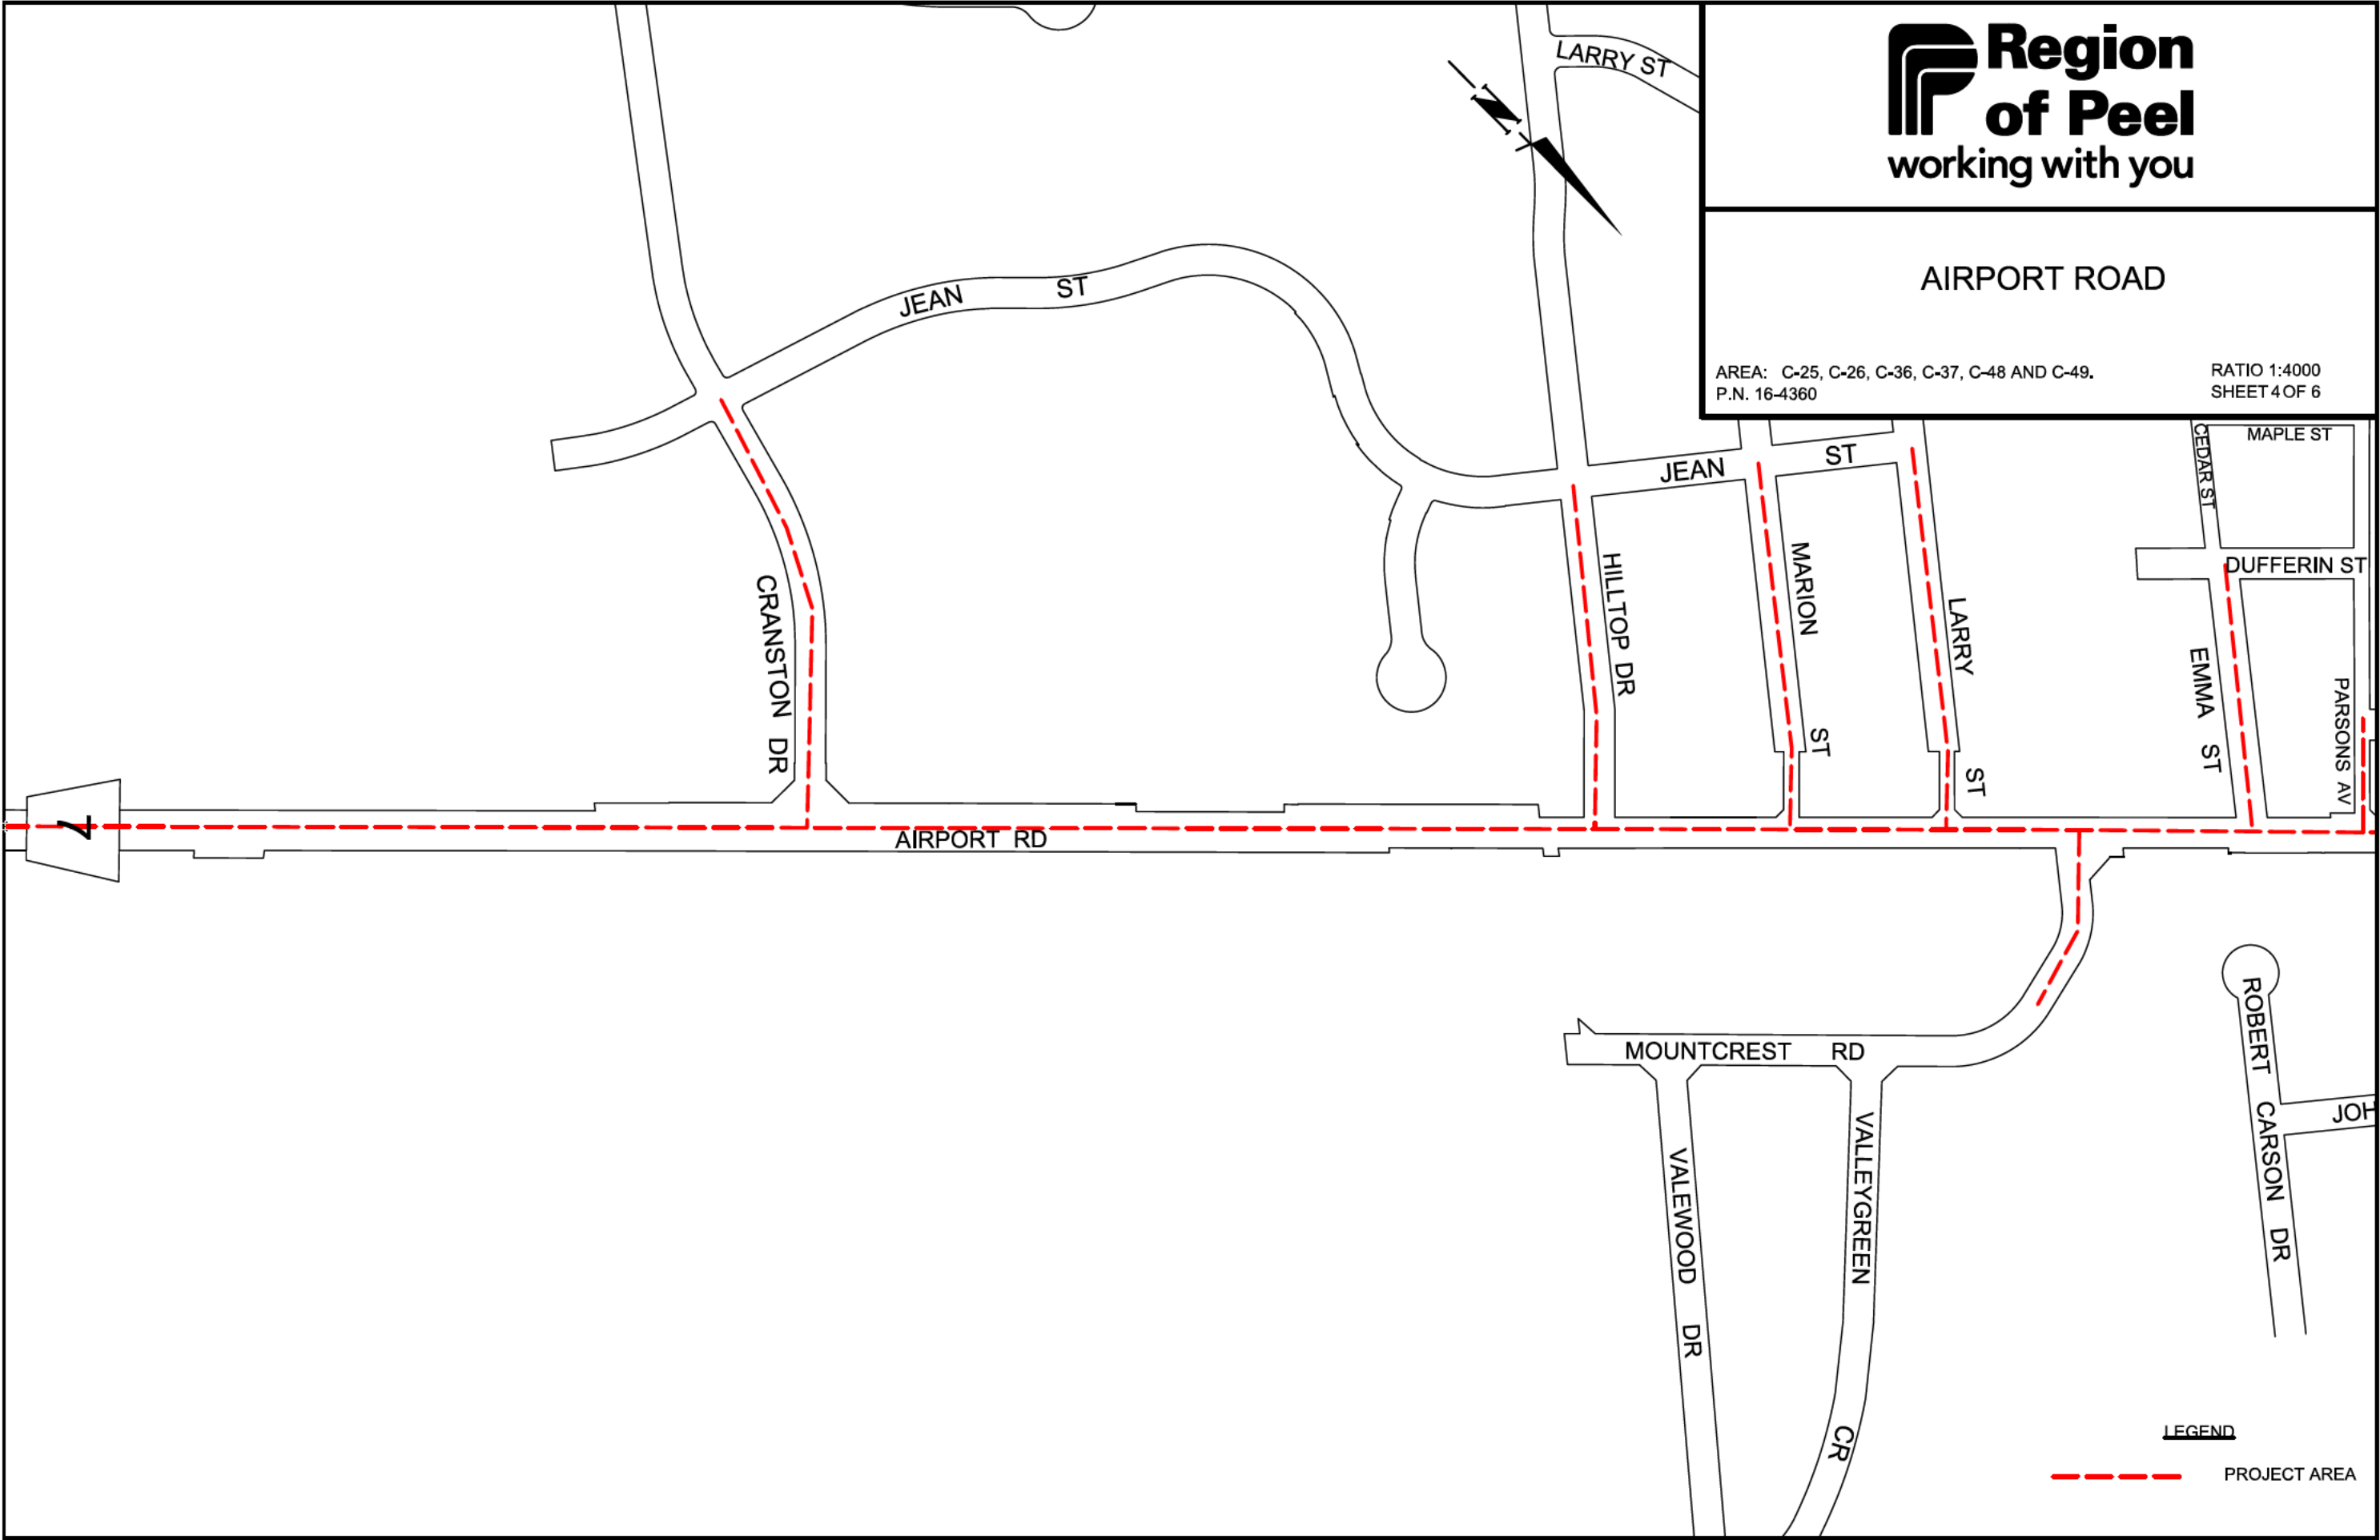 Region
of Peel
working with you
AIRPORT ROAD
AREA: C-25, C-26, C-36, C-37, C-48 AND C-49.
RATIO 1:4000
P.N. 16-4360
SHEET 4 OF 6
LARRY ST
N
JEAN ST
JEAN ST
CEDAR ST
MAPLE ST
DUFFERIN ST
CRANSTON DR
HILLTOP DR
MARION ST
LARRY ST
EMMA ST
PARSONS AV
7
AIRPORT RD
MOUNTCREST RD
VALEWOOD DR
VALLEYGREEN CR
ROBERT CARSON DR
JOH
LEGEND
PROJECT AREA